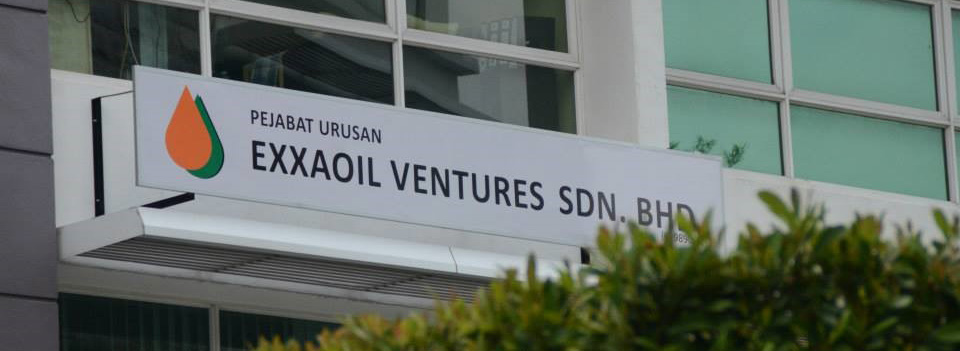 PEJABAT URUSAN
EXXAOIL VENTURES SDN. BHD